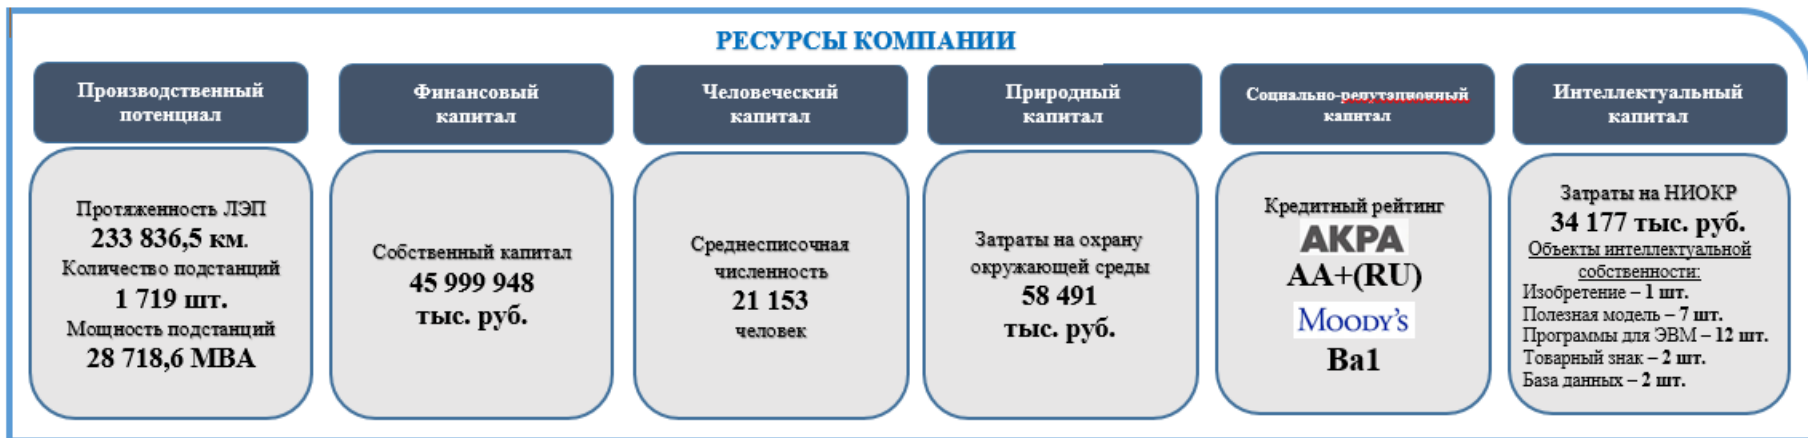 РЕСУРСЫ КОМПАНИИ
Производственный
потенциал
Протяженность ЛЭП
233 836,5 км.
Количество подстанций
1 719 шт.
Мощность подстанций
28 718,6 МВА
Финансовый
капитал
Собственный капитал
45 999 948
тыс. руб.
Человеческий
капитал
Среднесписочная
численность
21 153
человек
Природный
капитал
Затраты на охрану
окружающей среды
58 491
тыс. руб.
Социально-репутационный
капитал
Кредитный рейтинг
АКРА
AA+(RU)
MOODY'S
Ba1
Интеллектуальный
капитал
Затраты на НИОКР
34 177 тыс. руб.
Объекты интеллектуальной
собственности:
Изобретение – 1 шт.
Полезная модель – 7 шт.
Программы для ЭВМ – 12 шт.
Товарный знак – 2 шт.
База данных – 2 шт.